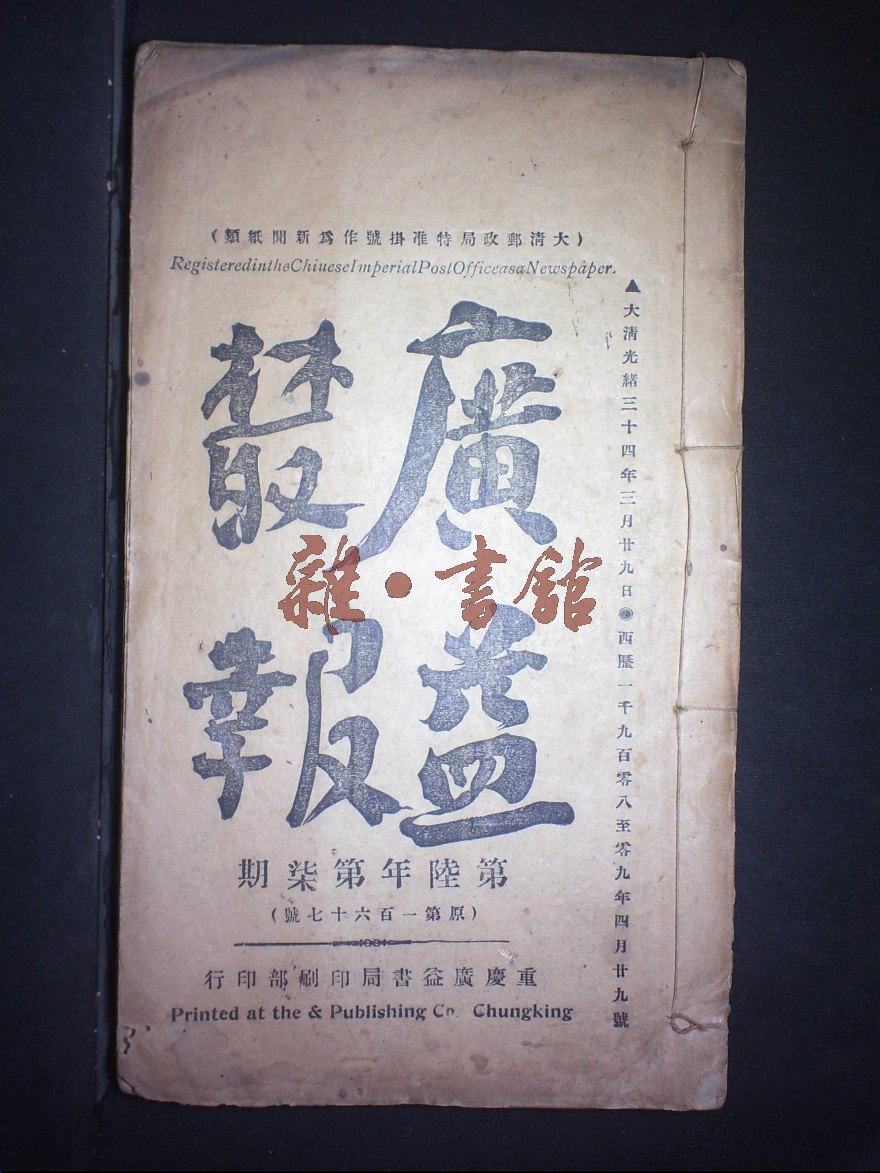 （大清郵政局特准掛號作爲新聞紙類）
RegisteredintheChiueseImperialPostOfficeasaNewspaper.
▲大清光緒三十四年三月廿九日◉西曆一千九百零八至零九年四月廿九號
廣益
叢報
雜·書館
第陸年第柒期
（原第一百六十七號）
重慶廣益書局印刷部印行
Printed at the & Publishing Co. Chungking